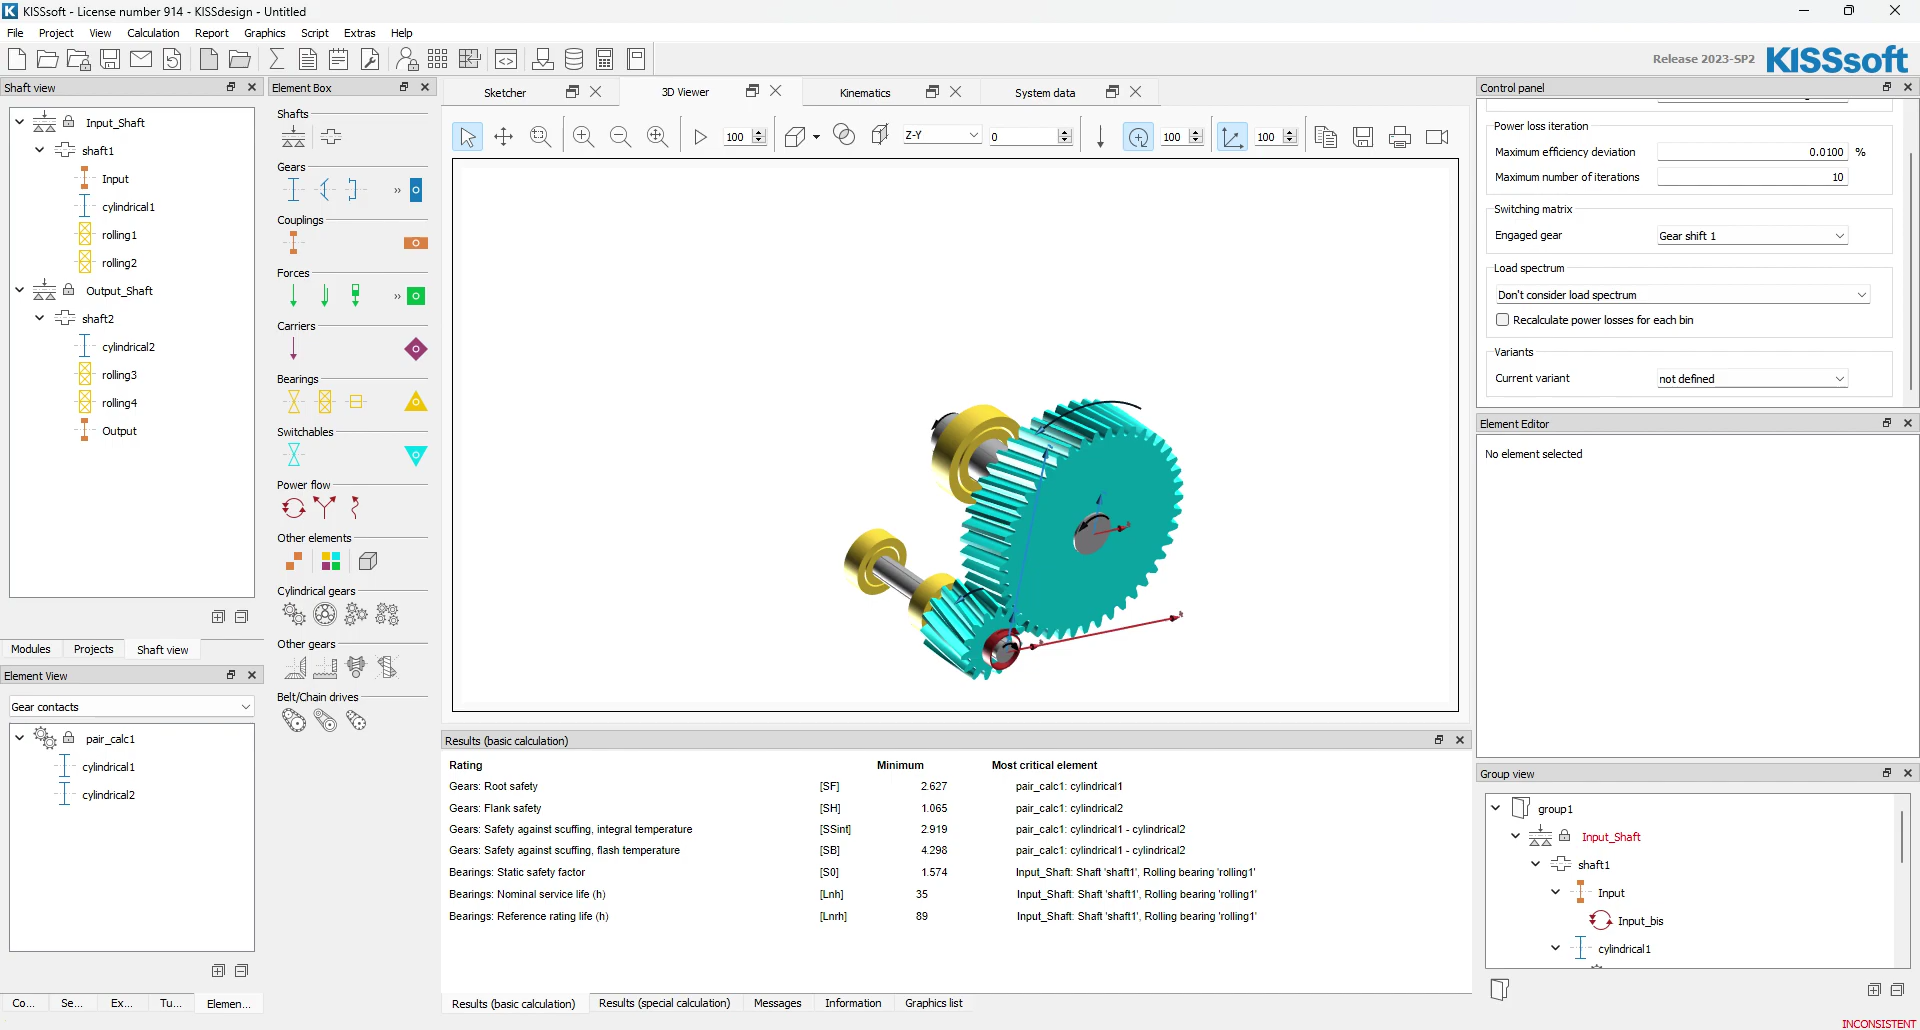 KISSsoft - License number 914 - KISSdesign - Untitled
File Project View Calculation Report Graphics Script Extras Help
Release 2023-SP2 KISSsoft
Shaft view
Input_Shaft
shaft1
Input
cylindrical1
rolling1
rolling2
Output_Shaft
shaft2
cylindrical2
rolling3
rolling4
Output
Modules Projects Shaft view
Element View
Gear contacts
pair_calc1
cylindrical1
cylindrical2
Co... Se... Ex... Tu... Elemen...
Element Box
Shafts
Gears
»
Couplings
Forces
»
Carriers
Bearings
Switchables
Power flow
Other elements
Cylindrical gears
Other gears
Belt/Chain drives
Sketcher 3D Viewer Kinematics System data
100 Z-Y 0 100 100
Results (basic calculation)
Rating Minimum Most critical element
Gears: Root safety [SF] 2.627 pair_calc1: cylindrical1
Gears: Flank safety [SH] 1.065 pair_calc1: cylindrical2
Gears: Safety against scuffing, integral temperature [SSint] 2.919 pair_calc1: cylindrical1 - cylindrical2
Gears: Safety against scuffing, flash temperature [SB] 4.298 pair_calc1: cylindrical1 - cylindrical2
Bearings: Static safety factor [S0] 1.574 Input_Shaft: Shaft 'shaft1', Rolling bearing 'rolling1'
Bearings: Nominal service life (h) [Lnh] 35 Input_Shaft: Shaft 'shaft1', Rolling bearing 'rolling1'
Bearings: Reference rating life (h) [Lnrh] 89 Input_Shaft: Shaft 'shaft1', Rolling bearing 'rolling1'
Results (basic calculation) Results (special calculation) Messages Information Graphics list
Control panel
Power loss iteration
Maximum efficiency deviation 0.0100 %
Maximum number of iterations 10
Switching matrix
Engaged gear Gear shift 1
Load spectrum
Don't consider load spectrum
Recalculate power losses for each bin
Variants
Current variant not defined
Element Editor
No element selected
Group view
group1
Input_Shaft
shaft1
Input
Input_bis
cylindrical1
INCONSISTENT